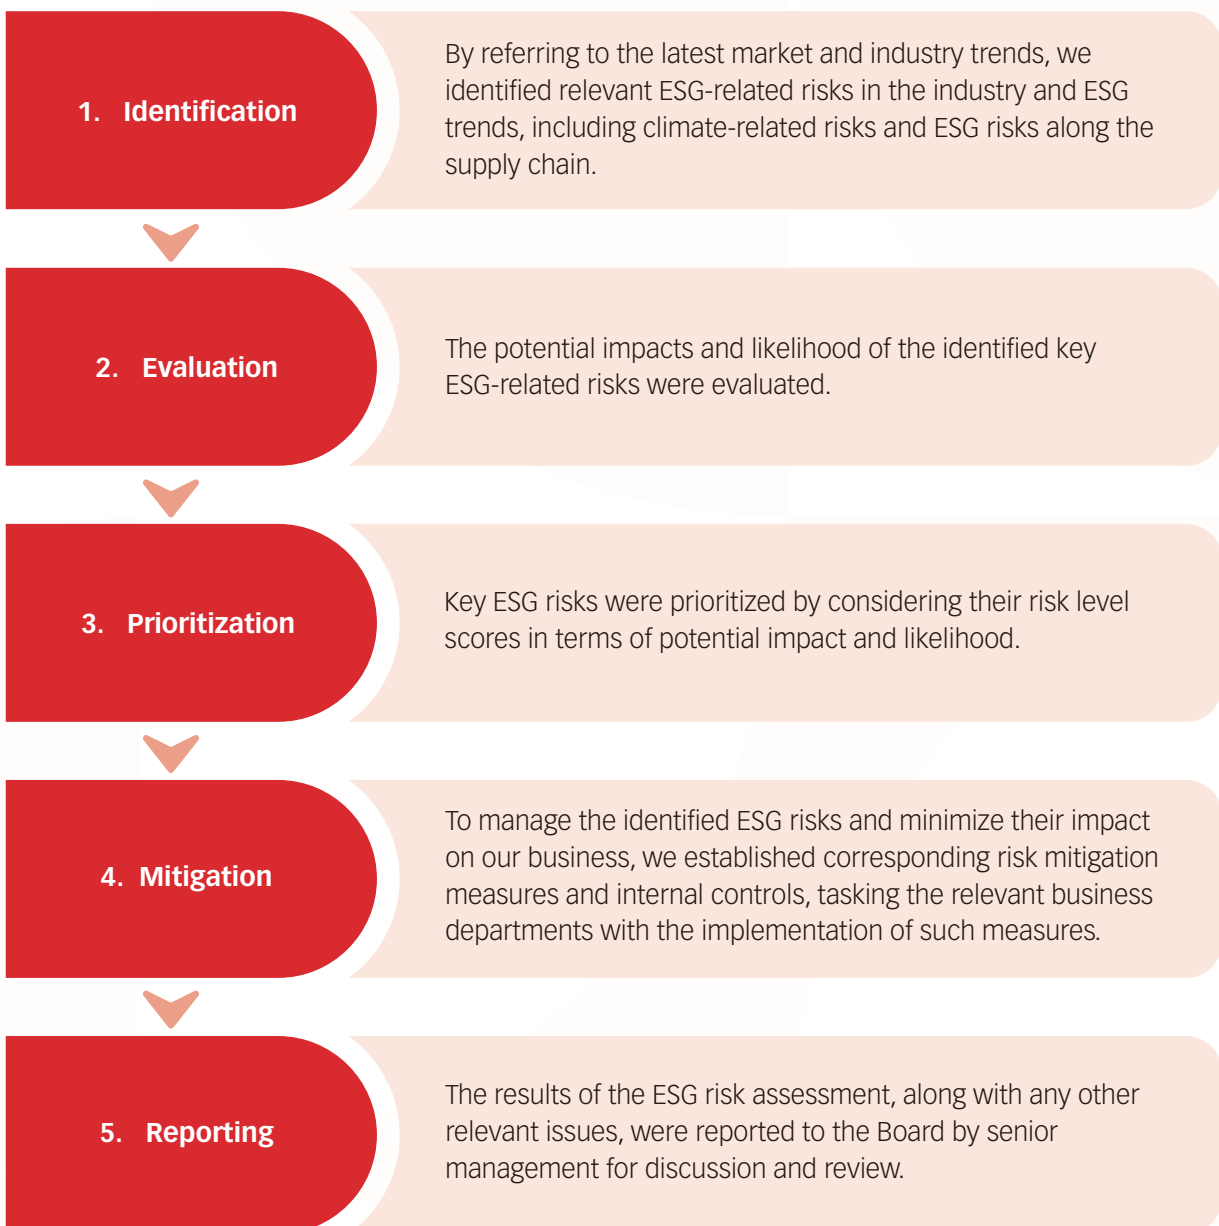 1. Identification
By referring to the latest market and industry trends, we
identified relevant ESG-related risks in the industry and ESG
trends, including climate-related risks and ESG risks along the
supply chain.
2. Evaluation
The potential impacts and likelihood of the identified key
ESG-related risks were evaluated.
3. Prioritization
Key ESG risks were prioritized by considering their risk level
scores in terms of potential impact and likelihood.
4. Mitigation
To manage the identified ESG risks and minimize their impact
on our business, we established corresponding risk mitigation
measures and internal controls, tasking the relevant business
departments with the implementation of such measures.
5. Reporting
The results of the ESG risk assessment, along with any other
relevant issues, were reported to the Board by senior
management for discussion and review.